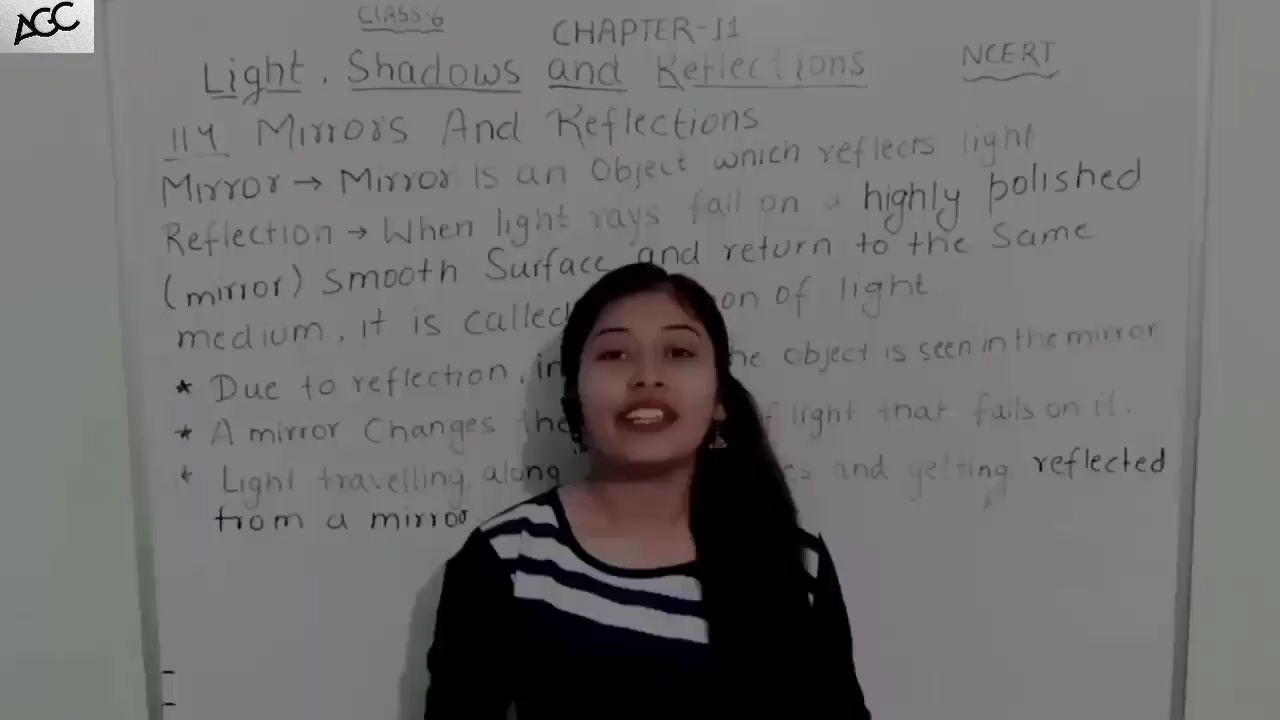 AGC
CLASS-6
CHAPTER-11
Light, Shadows and Reflections
NCERT
11.4 Mirrors And Reflections
Mirror → Mirror Is an Object which reflects light
Reflection → When light rays fall on a highly polished
(mirror) smooth Surface and return to the same
medium, it is called on of light
* Due to reflection, he object is seen in the mirror
* A mirror Changes the f light that falls on it.
* Light travelling along es and getting reflected
from a mirror